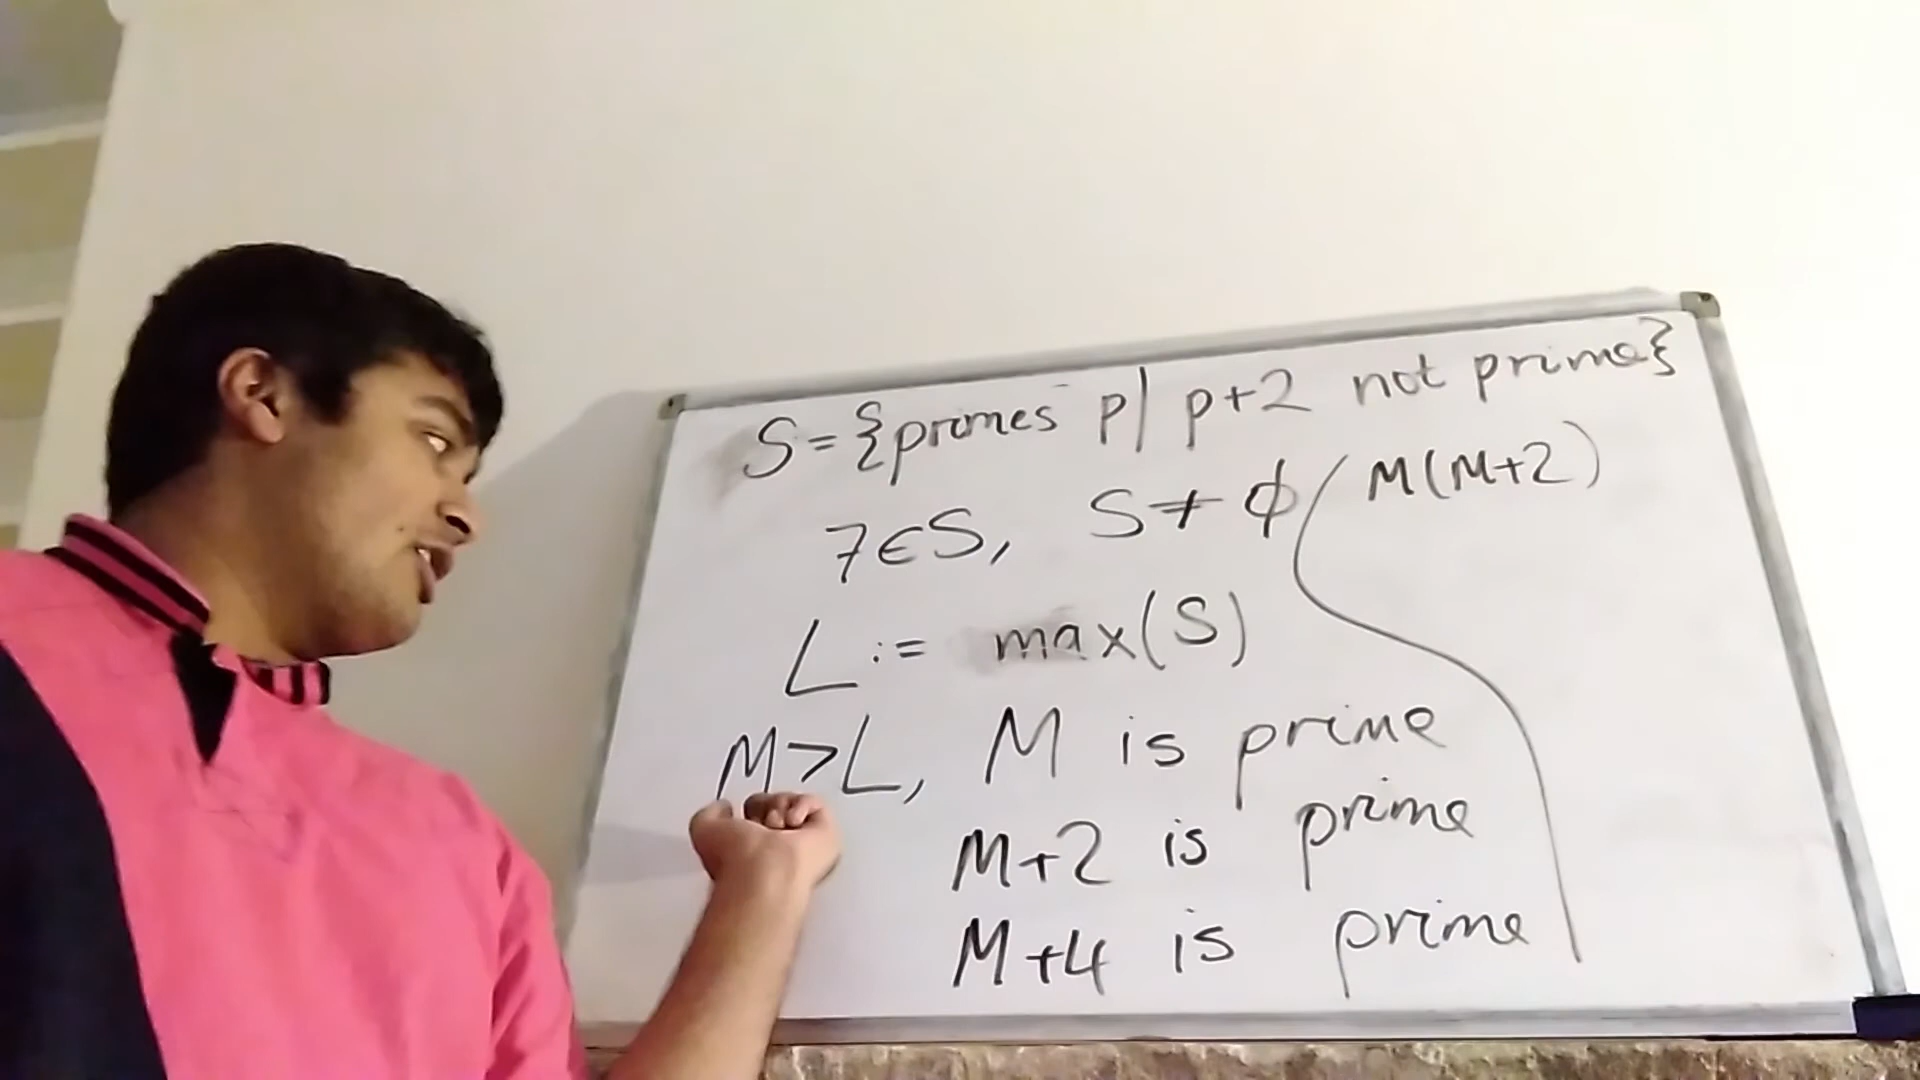 S = {primes p | p+2 not prime}
7 ∈ S, S ≠ ϕ
M(M+2)
L := max(S)
M > L, M is prime
M+2 is prime
M+4 is prime